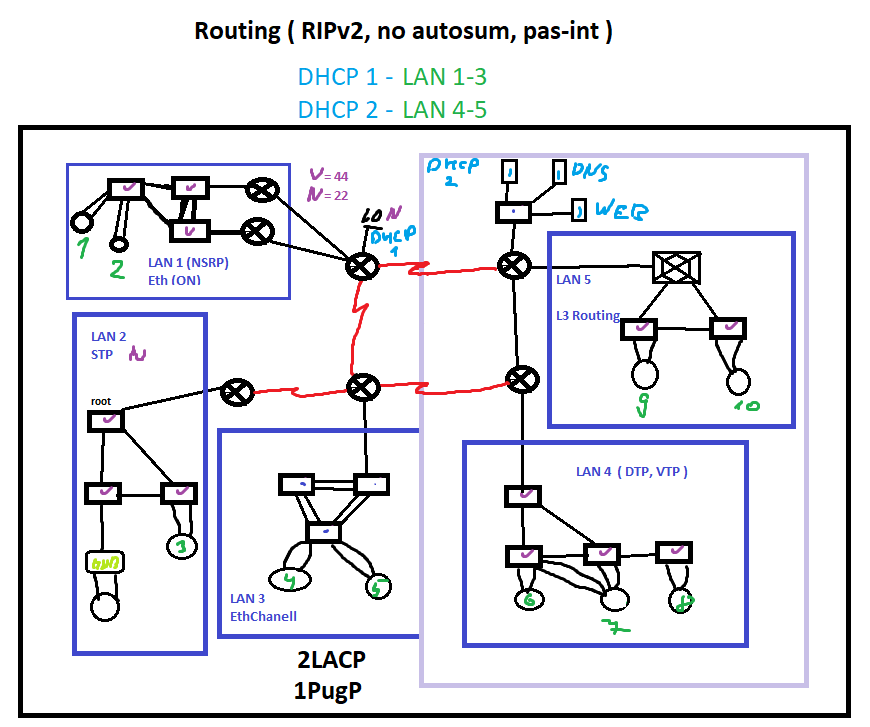 Routing ( RIPv2, no autosum, pas-int )
DHCP 1 - LAN 1-3
DHCP 2 - LAN 4-5
DHCP
2
DNS
WER
V = 44
N = 22
DHCP
1
1
2
LAN 1 (NSRP)
Eth (ON)
LAN 2
STP
root
3
LAN 5
L3 Routing
9
10
LAN 4 ( DTP, VTP )
6
7
8
4
5
LAN 3
EthChanell
2LACP
1PugP